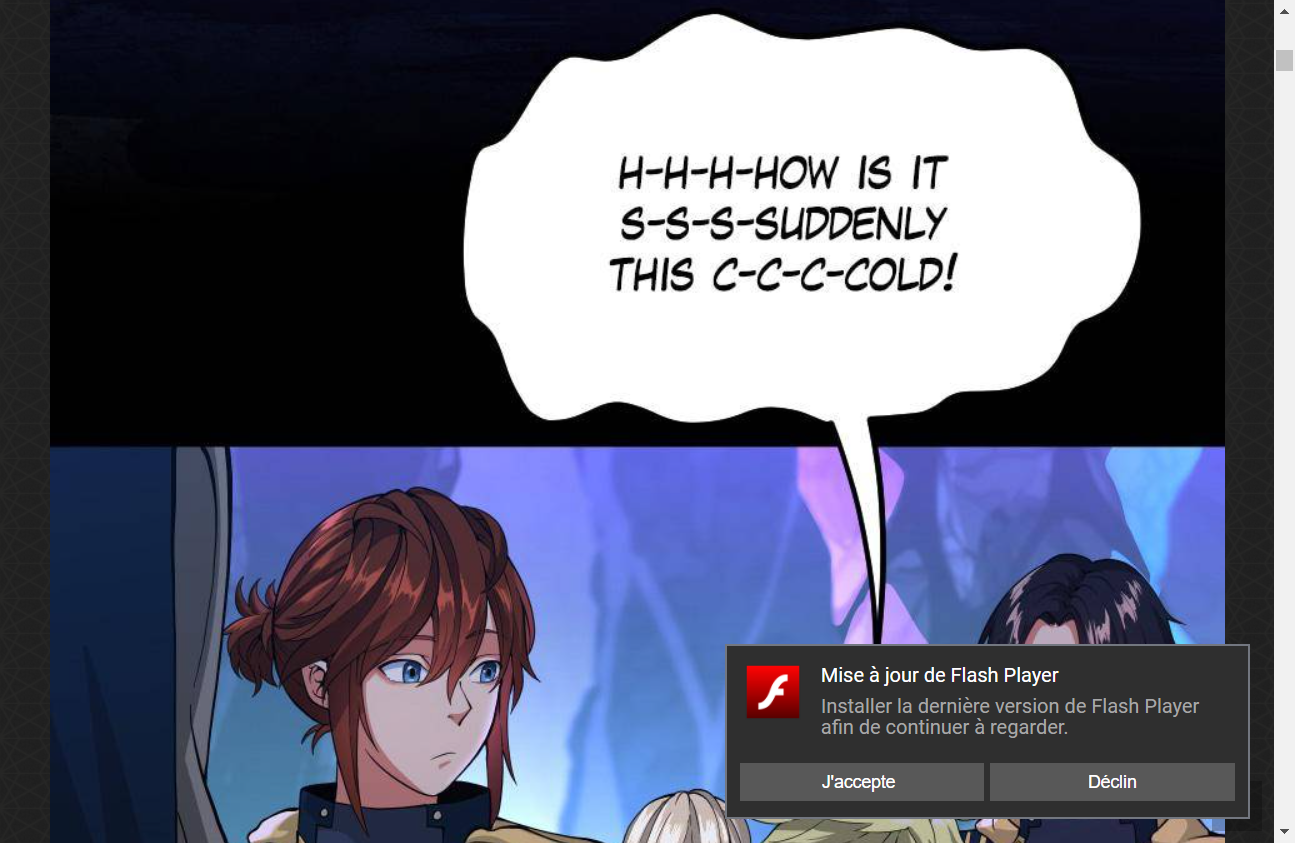 H-H-H-HOW IS IT
S-S-S-SUDDENLY
THIS C-C-C-COLD!
Mise à jour de Flash Player
Installer la dernière version de Flash Player
afin de continuer à regarder.
J'accepte
Déclin